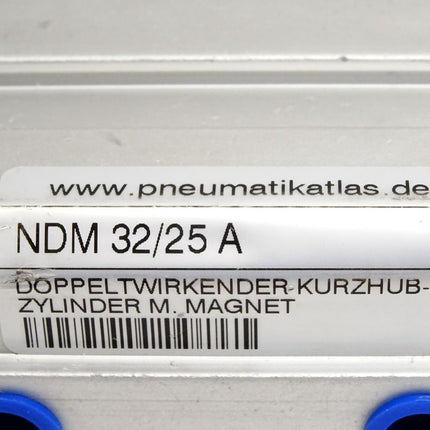 www.pneumatikatlas.de
NDM 32/25 A
DOPPELTWIRKENDER KURZHUB-
ZYLINDER M. MAGNET